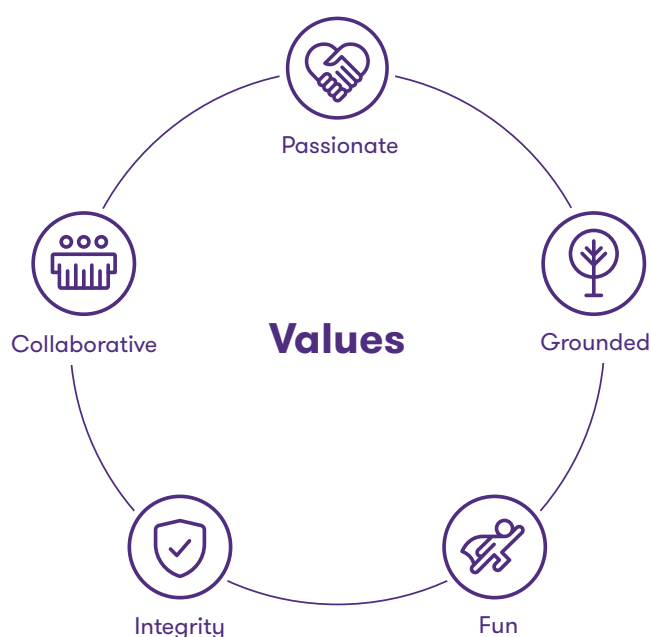 Passionate
Collaborative
Values
Grounded
Integrity
Fun